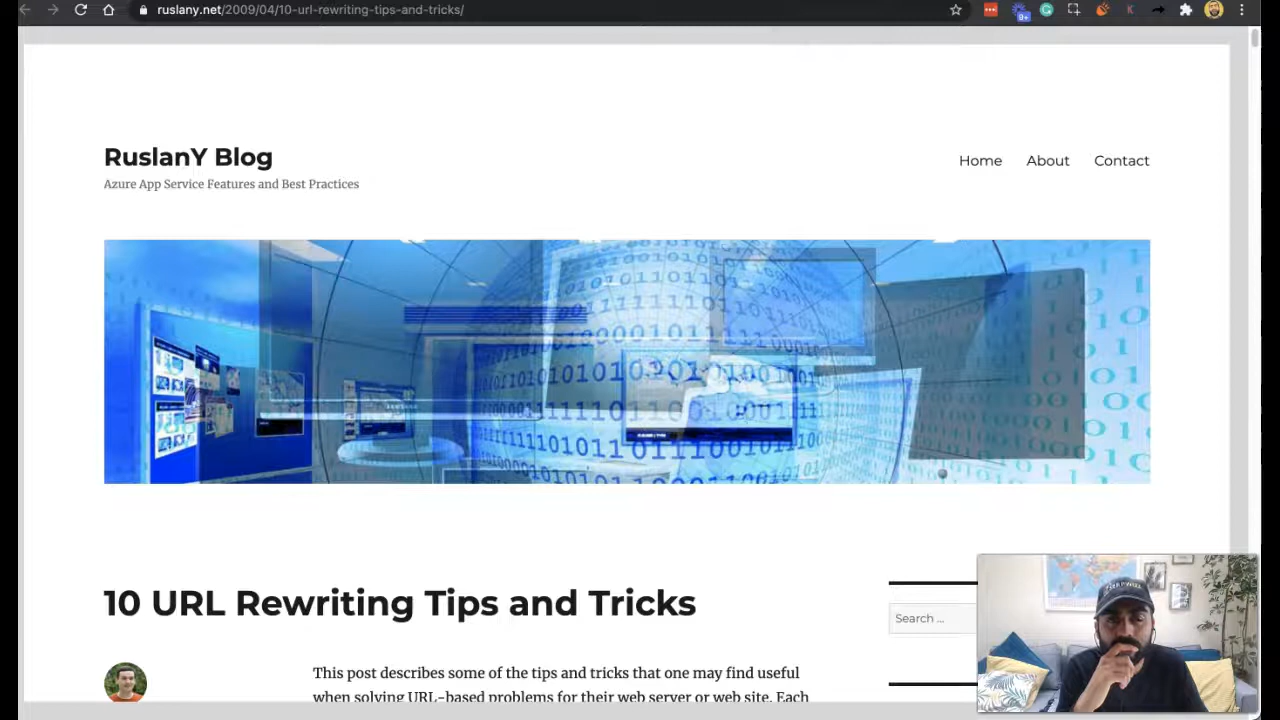 ruslany.net/2009/04/10-url-rewriting-tips-and-tricks/
9+
K
RuslanY Blog
Azure App Service Features and Best Practices
Home About Contact
10 URL Rewriting Tips and Tricks
Search ...
This post describes some of the tips and tricks that one may find useful
when solving URL-based problems for their web server or web site. Each